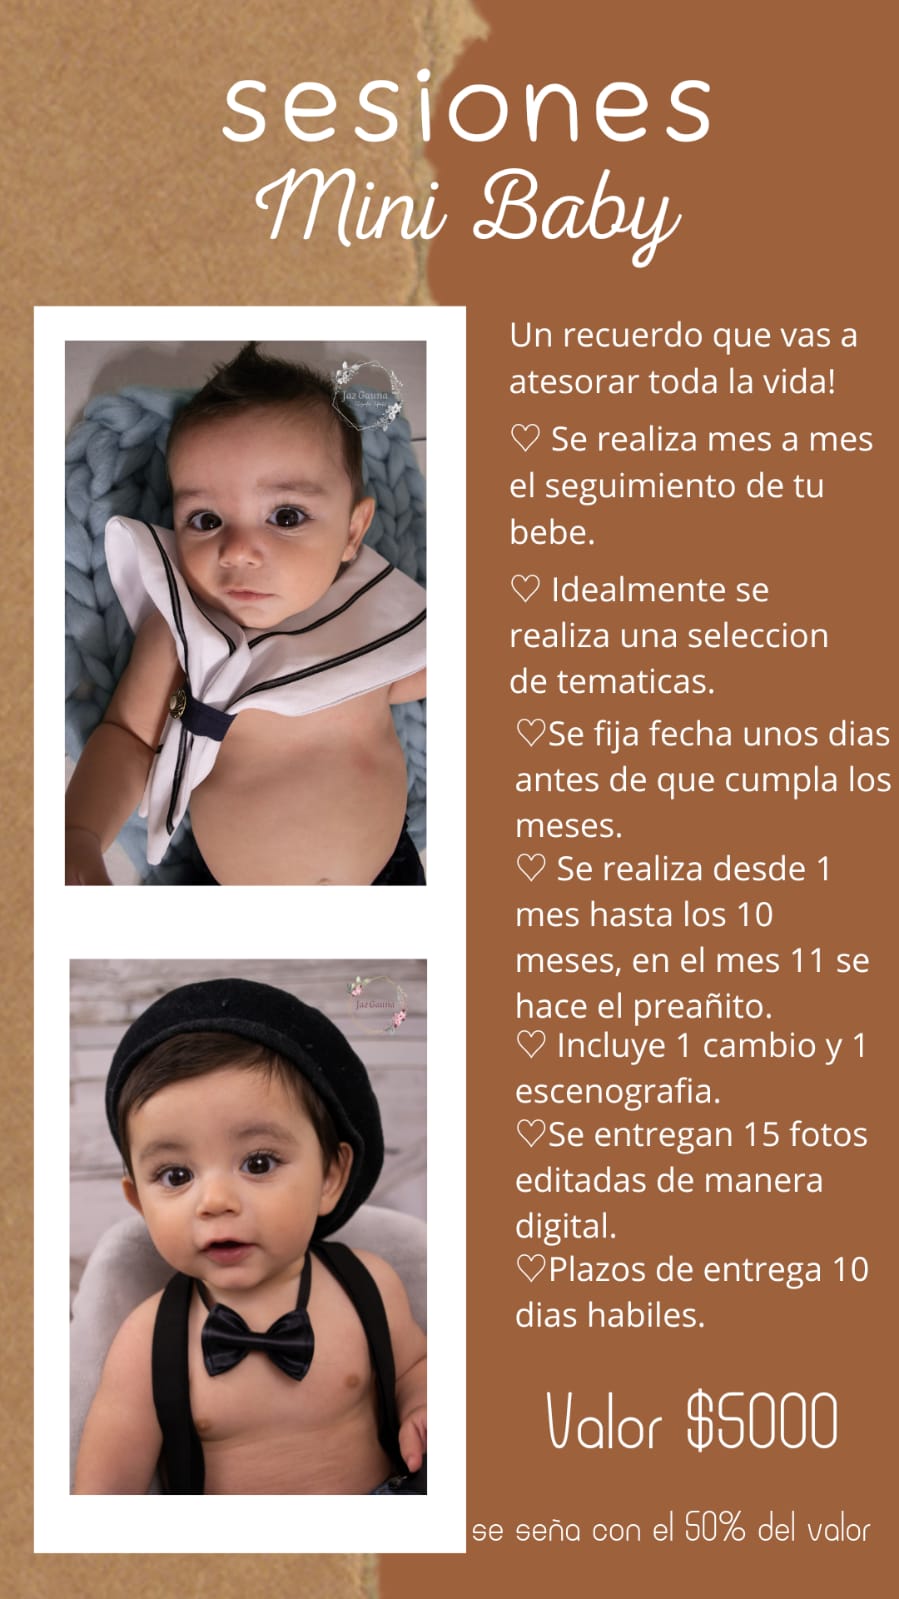 sesiones
Mini Baby
Jaz Gauna
Un recuerdo que vas a
atesorar toda la vida!
♡ Se realiza mes a mes
el seguimiento de tu
bebe.
♡ Idealmente se
realiza una seleccion
de tematicas.
♡Se fija fecha unos dias
antes de que cumpla los
meses.
♡ Se realiza desde 1
mes hasta los 10
meses, en el mes 11 se
hace el preañito.
♡ Incluye 1 cambio y 1
escenografia.
♡Se entregan 15 fotos
editadas de manera
digital.
♡Plazos de entrega 10
dias habiles.
Jaz Gauna
Valor $5000
se seña con el 50% del valor